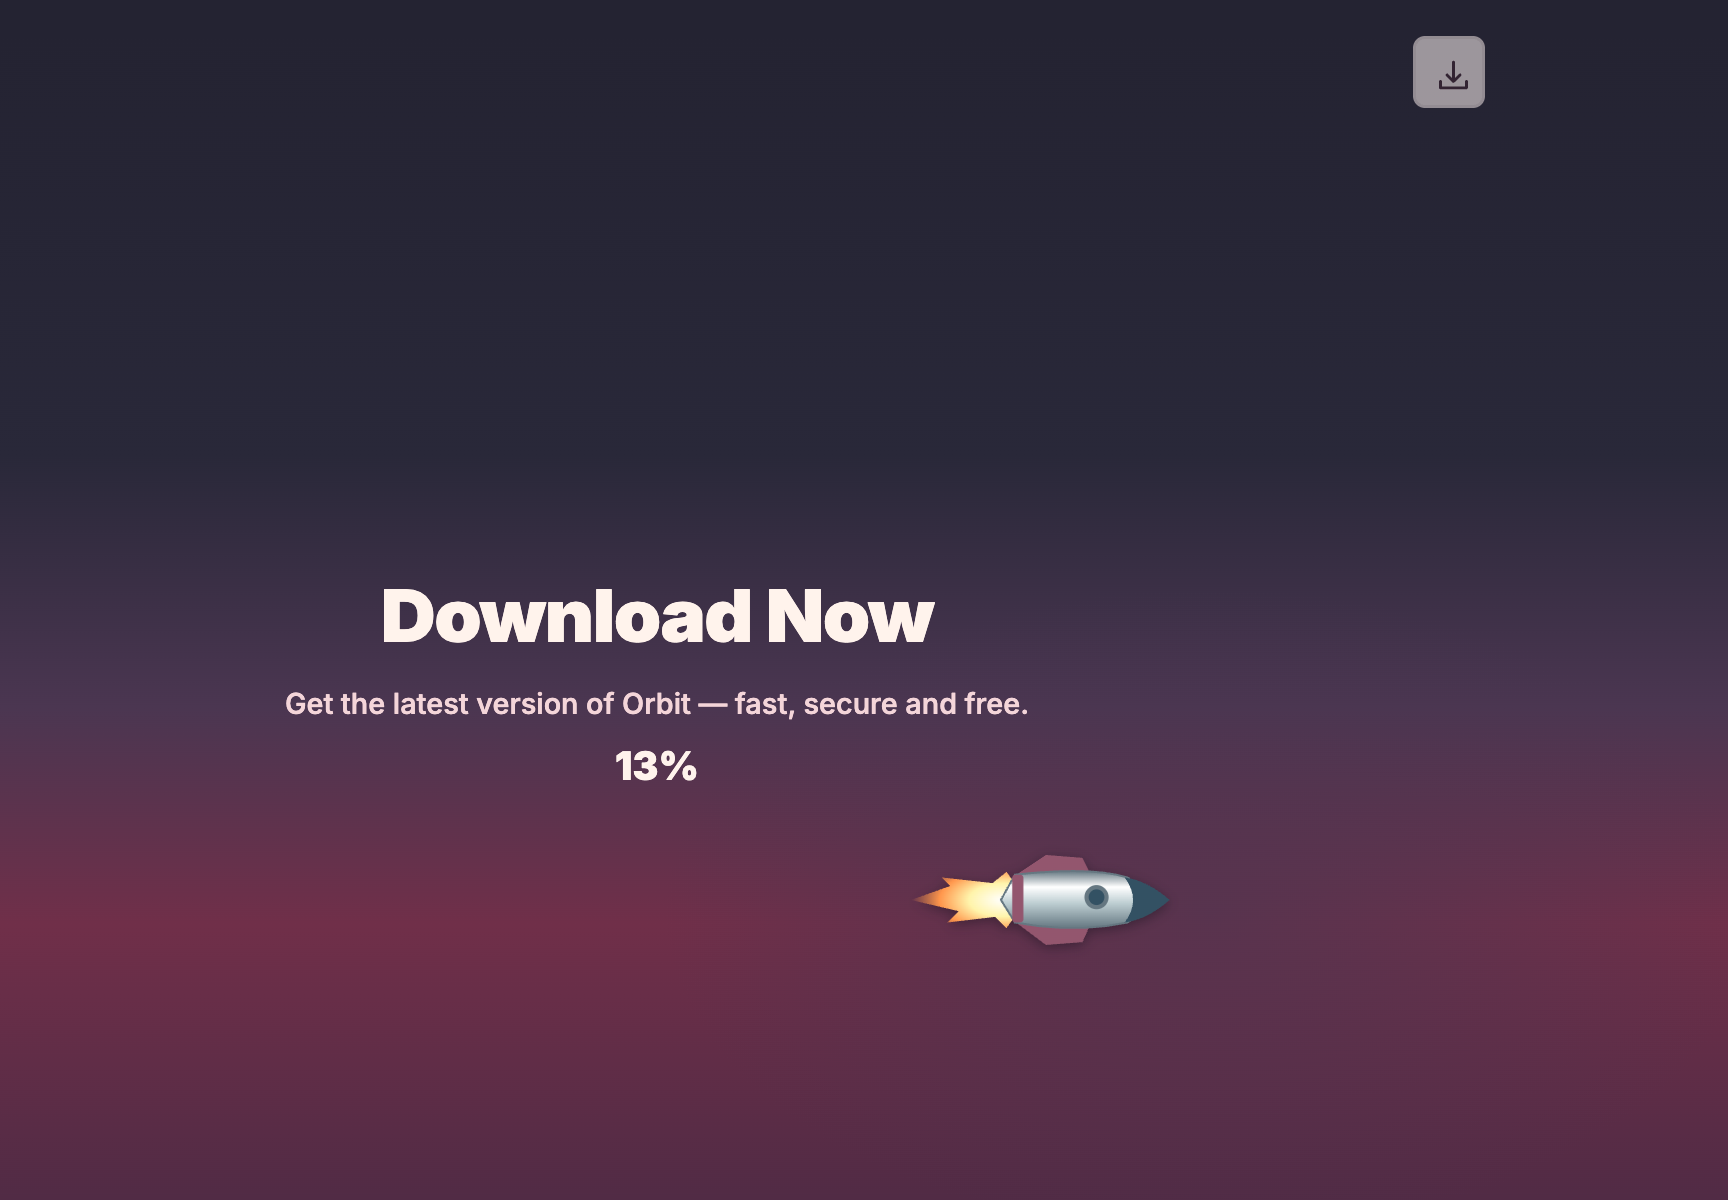 Download Now
Get the latest version of Orbit — fast, secure and free.
13%